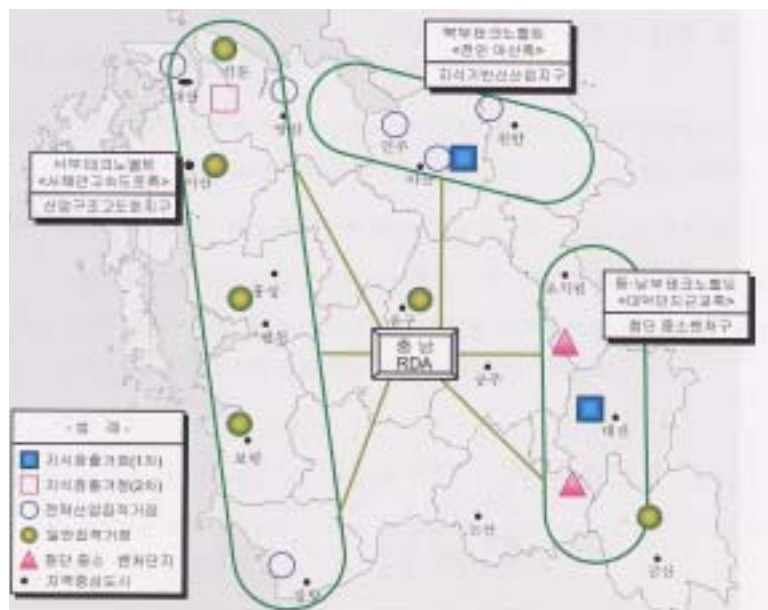 북부테크노벨트
<천안·아산축>
지식기반신산업지구
서부테크노벨트
<서해안고속도로축>
산업구조고도화지구
동·남부테크노벨트
<대덕단지근교축>
첨단 중소벤처구
당진
서산
아산
천안
홍성
공주
대전
보령
논산
금산
충남
RDA
-범 례-
지식창출거점(1차)
지식창출거점(2차)
전략산업집적거점
일반집적거점
첨단 중소 벤처단지
지역중심도시